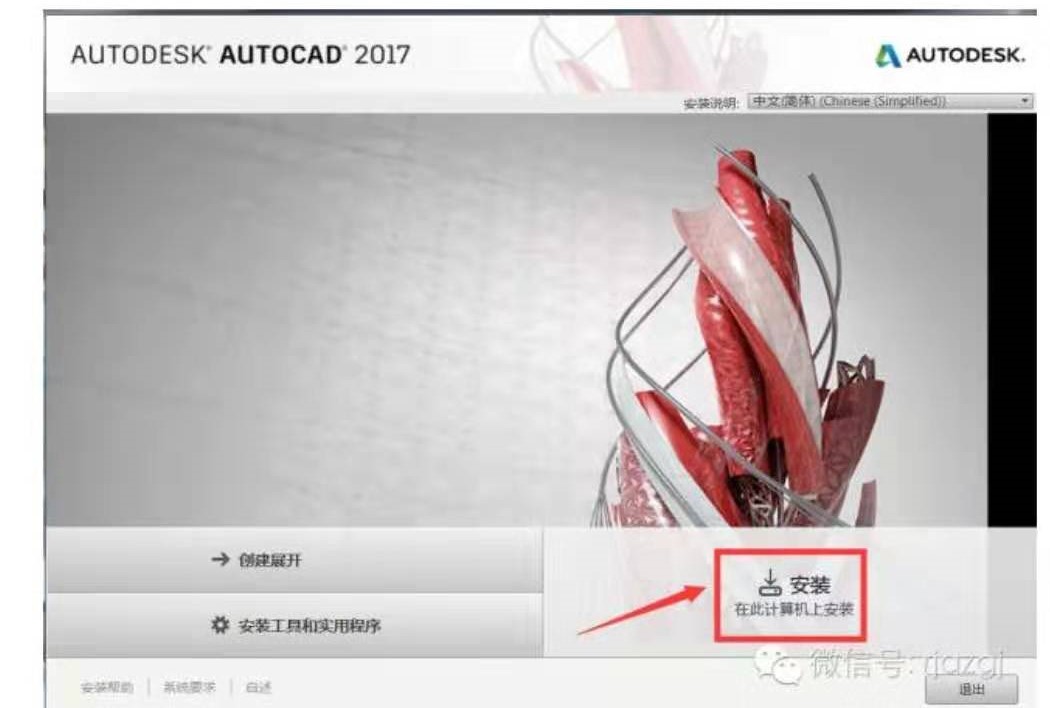 AUTODESK® AUTOCAD® 2017
AUTODESK.
安装说明: 中文(简体) (Chinese (Simplified))
创建展开
安装
在此计算机上安装
安装工具和实用程序
微信号: rjazgj
安装帮助 | 系统要求 | 自述
退出